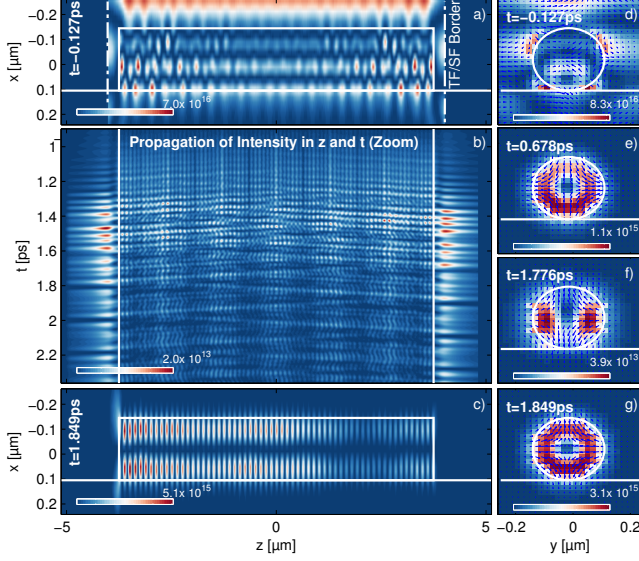 a)
t=−0.127ps
TF/SF Border
7.0x 10^16
x [µm]
−0.2
−0.1
0
0.1
0.2
d)
t=−0.127ps
8.3x 10^16
Propagation of Intensity in z and t (Zoom)
b)
2.0x 10^13
t [ps]
1
1.2
1.4
1.6
1.8
2
2.2
e)
t=0.678ps
1.1x 10^15
f)
t=1.776ps
3.9x 10^13
c)
t=1.849ps
5.1x 10^15
x [µm]
−0.2
−0.1
0
0.1
0.2
−5
0
5
z [µm]
g)
t=1.849ps
3.1x 10^15
−0.2
0
0.2
y [µm]